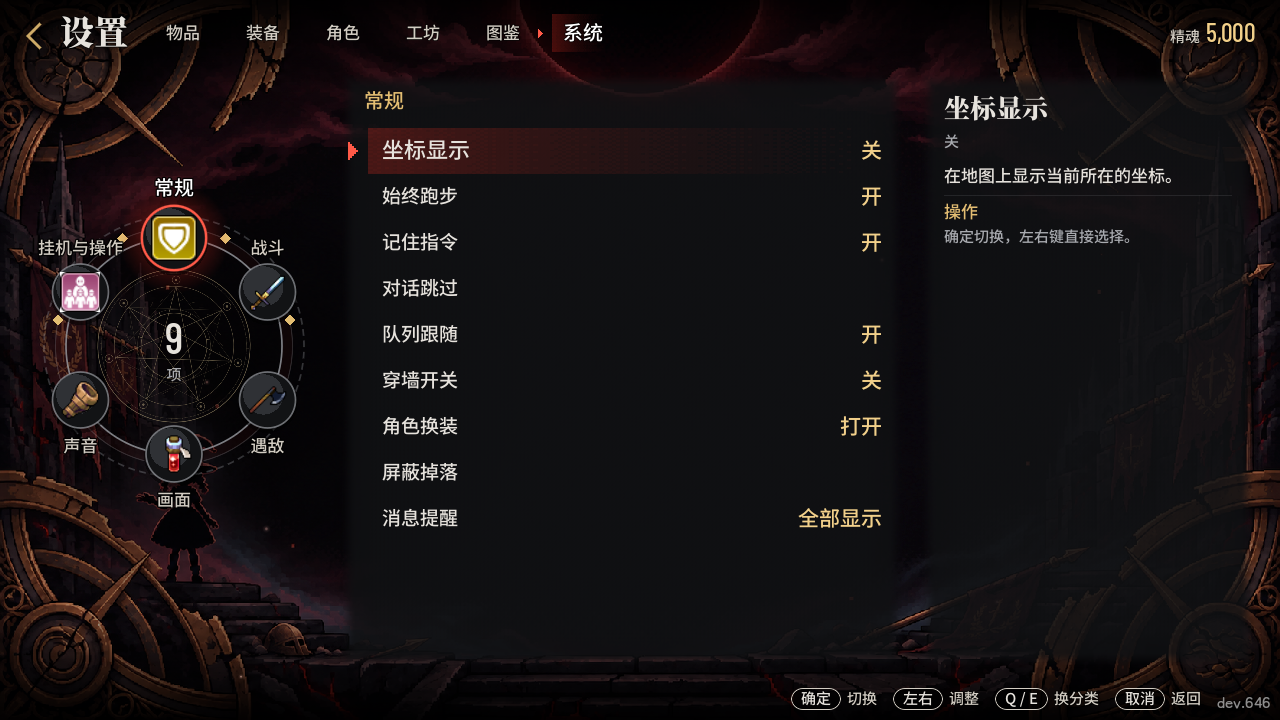 设置 物品 装备 角色 工坊 图鉴 系统 精魂 5,000
常规
坐标显示 关
始终跑步 开
记住指令 开
对话跳过
队列跟随 开
穿墙开关 关
角色换装 打开
屏蔽掉落
消息提醒 全部显示
常规
挂机与操作
战斗
9
项
声音
遇敌
画面
坐标显示
关
在地图上显示当前所在的坐标。
操作
确定切换，左右键直接选择。
确定 切换 左右 调整 Q / E 换分类 取消 返回 dev.646